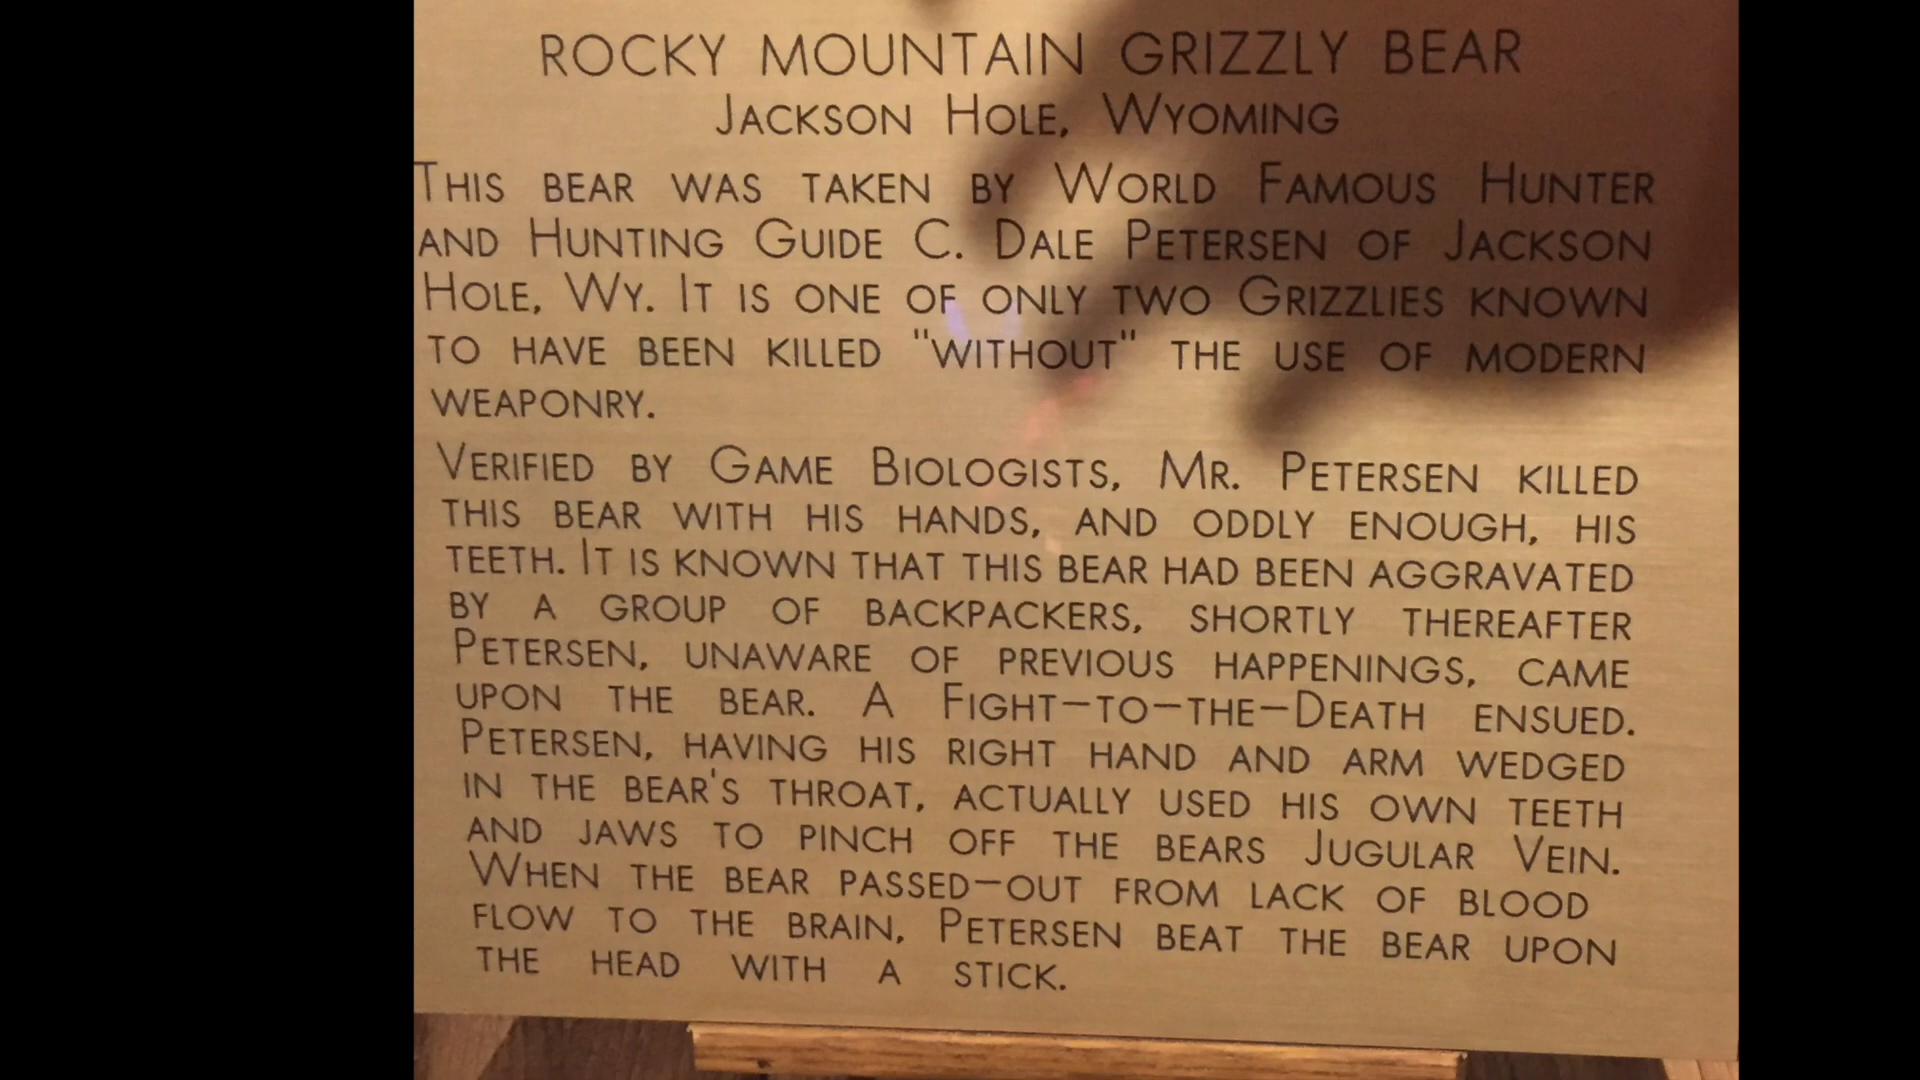 ROCKY MOUNTAIN GRIZZLY BEAR
JACKSON HOLE, WYOMING
THIS BEAR WAS TAKEN BY WORLD FAMOUS HUNTER
AND HUNTING GUIDE C. DALE PETERSEN OF JACKSON
HOLE, WY. IT IS ONE OF ONLY TWO GRIZZLIES KNOWN
TO HAVE BEEN KILLED "WITHOUT" THE USE OF MODERN
WEAPONRY.
VERIFIED BY GAME BIOLOGISTS, MR. PETERSEN KILLED
THIS BEAR WITH HIS HANDS, AND ODDLY ENOUGH, HIS
TEETH. IT IS KNOWN THAT THIS BEAR HAD BEEN AGGRAVATED
BY A GROUP OF BACKPACKERS, SHORTLY THEREAFTER
PETERSEN, UNAWARE OF PREVIOUS HAPPENINGS, CAME
UPON THE BEAR. A FIGHT-TO-THE-DEATH ENSUED.
PETERSEN, HAVING HIS RIGHT HAND AND ARM WEDGED
IN THE BEAR'S THROAT, ACTUALLY USED HIS OWN TEETH
AND JAWS TO PINCH OFF THE BEARS JUGULAR VEIN.
WHEN THE BEAR PASSED-OUT FROM LACK OF BLOOD
FLOW TO THE BRAIN, PETERSEN BEAT THE BEAR UPON
THE HEAD WITH A STICK.